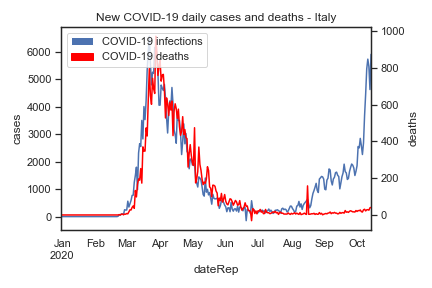 New COVID-19 daily cases and deaths - Italy
COVID-19 infections
COVID-19 deaths
6000
5000
4000
3000
2000
1000
0
cases
1000
800
600
400
200
0
deaths
Jan Feb Mar Apr May Jun Jul Aug Sep Oct
2020
dateRep